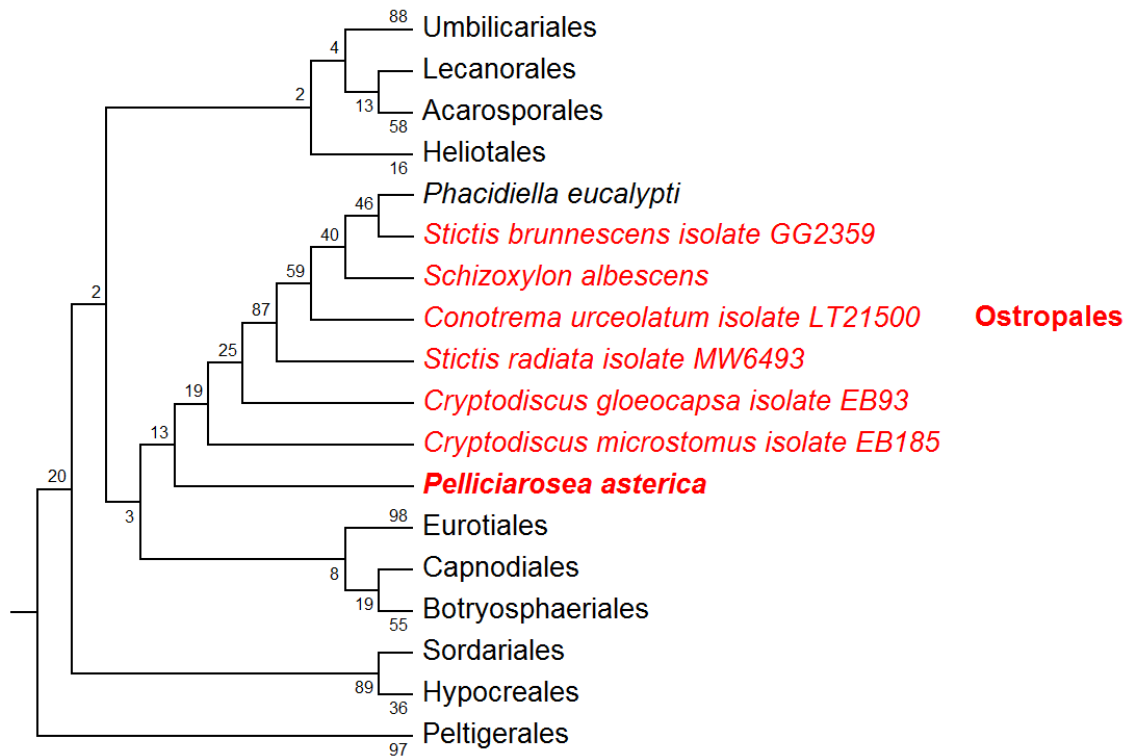 88
Umbilicariales
4
Lecanorales
2
13
Acarosporales
58
Heliotales
16
Phacidiella eucalypti
46
Stictis brunnescens isolate GG2359
40
Schizoxylon albescens
59
Conotrema urceolatum isolate LT21500 Ostropales
87
Stictis radiata isolate MW6493
2
25
Cryptodiscus gloeocapsa isolate EB93
19
Cryptodiscus microstomus isolate EB185
13
Pelliciarosea asterica
20
3
98
Eurotiales
8
Capnodiales
19
Botryosphaeriales
55
Sordariales
89
Hypocreales
36
Peltigerales
97